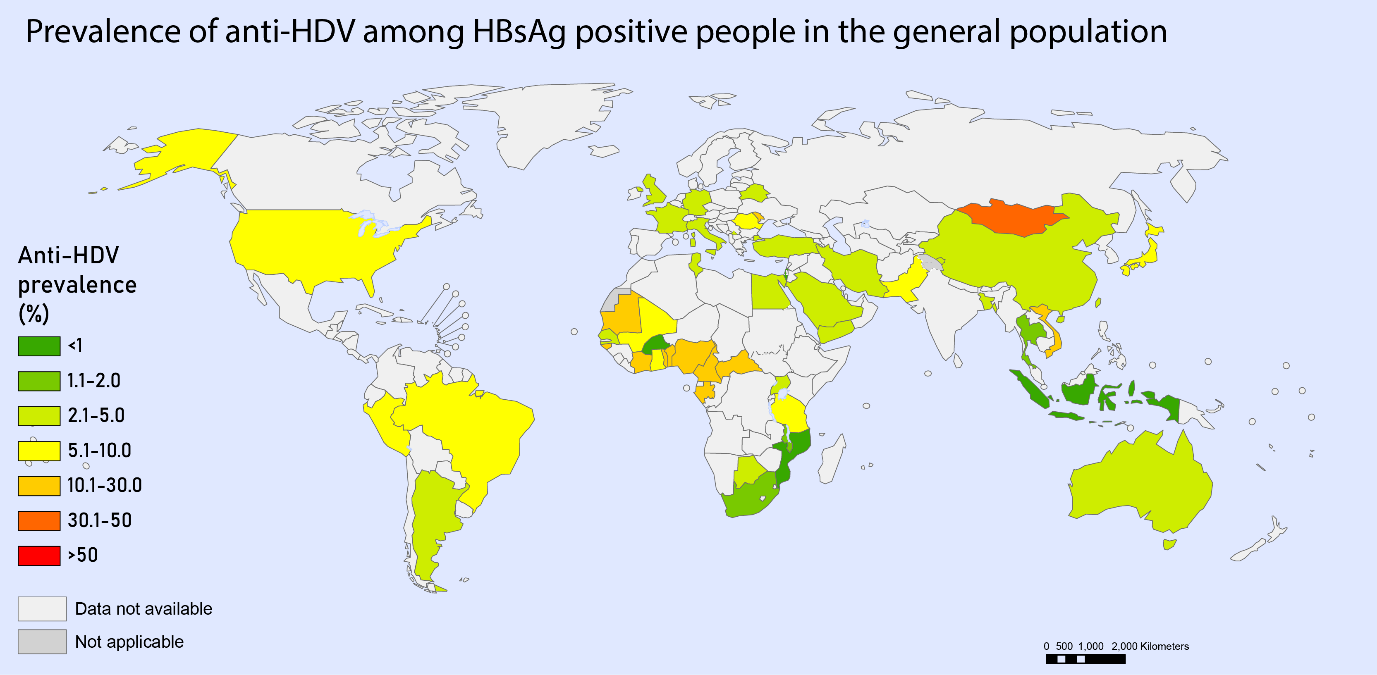 Prevalence of anti-HDV among HBsAg positive people in the general population
Anti-HDV
prevalence
(%)
<1
1.1-2.0
2.1-5.0
5.1-10.0
10.1-30.0
30.1-50
>50
Data not available
Not applicable
0 500 1,000 2,000 Kilometers